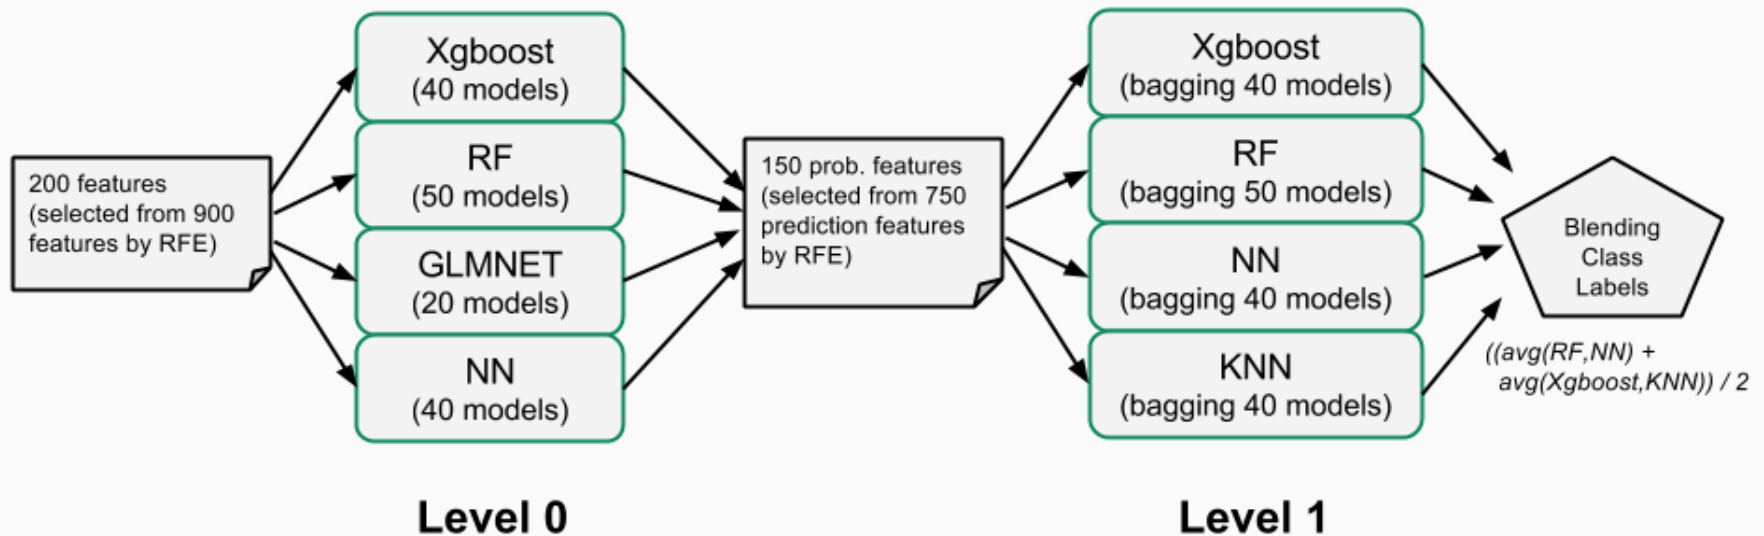 200 features
(selected from 900
features by RFE)
Xgboost
(40 models)
RF
(50 models)
GLMNET
(20 models)
NN
(40 models)
Level 0
150 prob. features
(selected from 750
prediction features
by RFE)
Xgboost
(bagging 40 models)
RF
(bagging 50 models)
NN
(bagging 40 models)
KNN
(bagging 40 models)
Level 1
Blending
Class
Labels
((avg(RF,NN) +
avg(Xgboost,KNN)) / 2